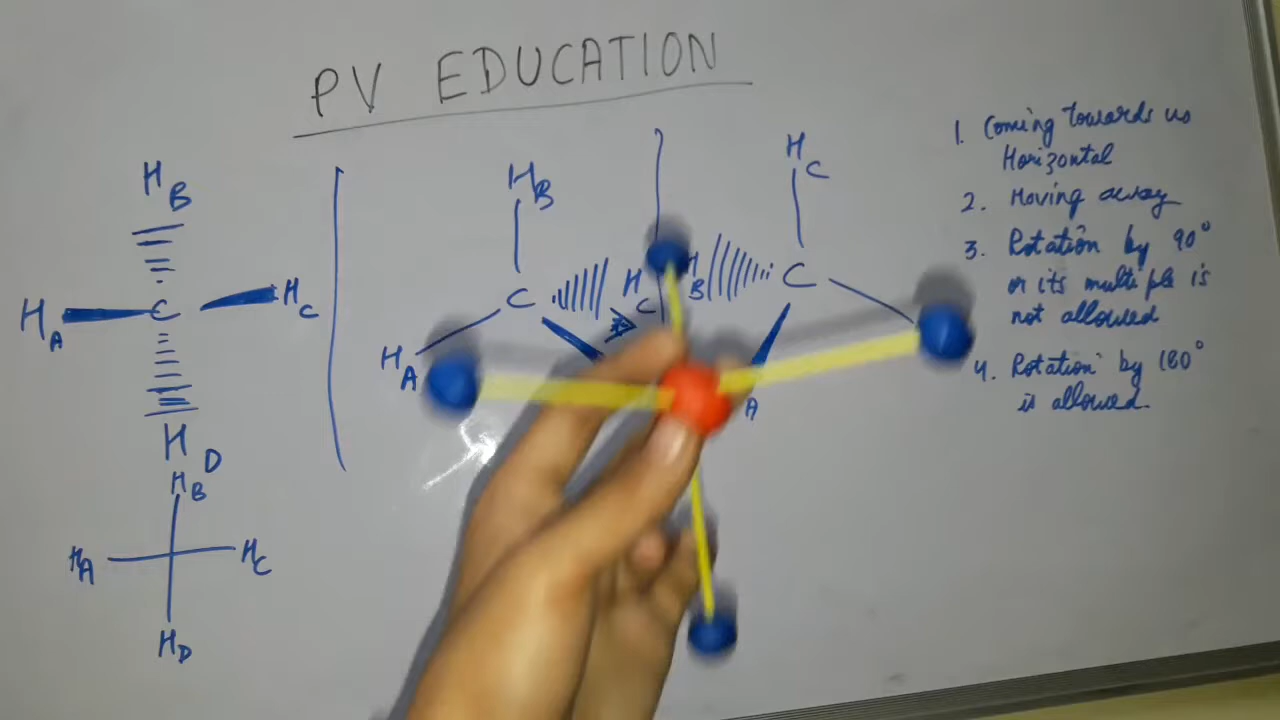 PV EDUCATION
H B
H A C H C
H D
H B
H A H C
H D
H B
C H C
H A
H C
H B C
A
1. Coming towards us
Horizontal
2. Moving away
3. Rotation by 90°
or its multiple is
not allowed
4. Rotation by 180°
is allowed.